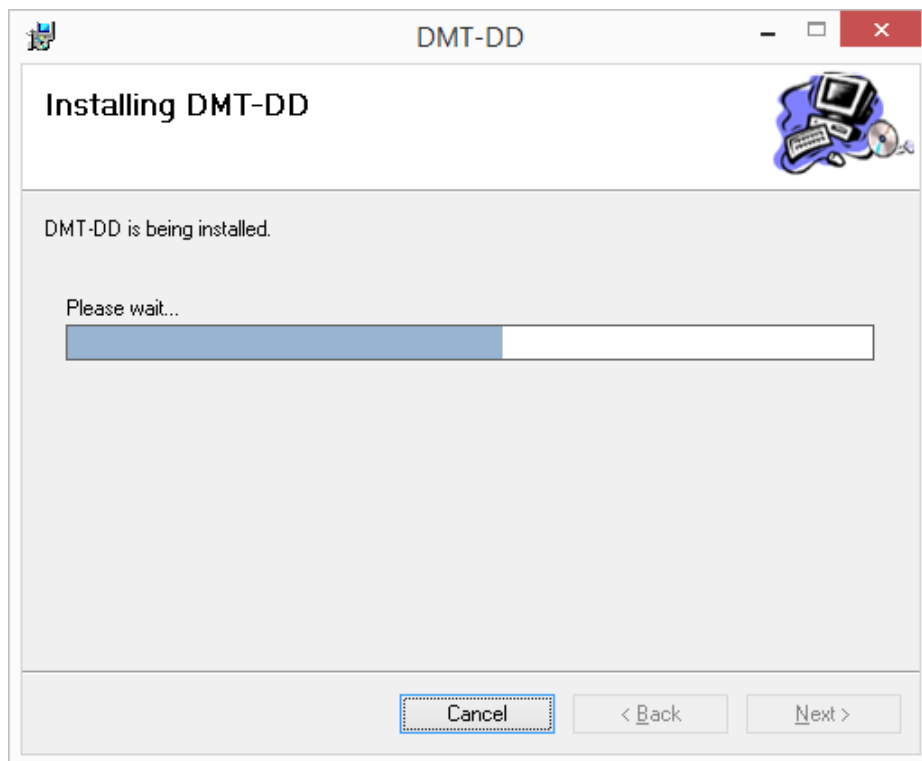 DMT-DD
Installing DMT-DD
DMT-DD is being installed.
Please wait...
Cancel
< Back
Next >